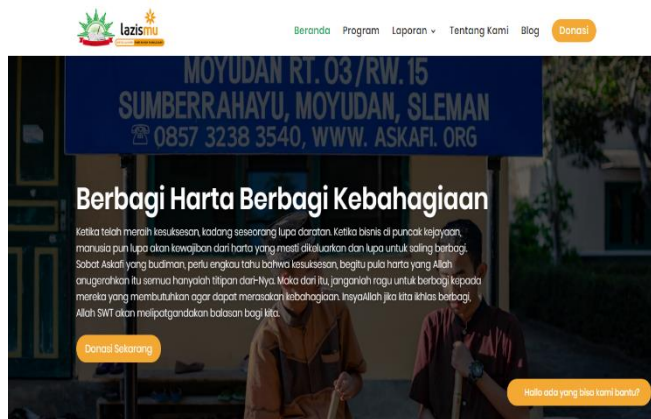 lazismu
Beranda Program Laporan Tentang Kami Blog Donasi
MOYUDAN RT. 03/RW. 15
SUMBERRAHAYU, MOYUDAN, SLEMAN
☏ 0857 3238 3540, WWW. ASKAFI. ORG
Berbagi Harta Berbagi Kebahagiaan
Ketika telah meraih kesuksesan, kadang seseorang lupa daratan. Ketika bisnis di puncak kejayaan,
manusia pun lupa akan kewajiban dari harta yang mesti dikeluarkan dan lupa untuk saling berbagi.
Sobat Askafi yang budiman, perlu engkau tahu bahwa kesuksesan, begitu pula harta yang Allah
anugerahkan itu semua hanyalah titipan dari-Nya. Maka dari itu, janganlah ragu untuk berbagi kepada
mereka yang membutuhkan agar dapat merasakan kebahagiaan. InsyaAllah jika kita ikhlas berbagi,
Allah SWT akan melipatgandakan balasan bagi kita.
Donasi Sekarang
Hallo ada yang bisa kami bantu?